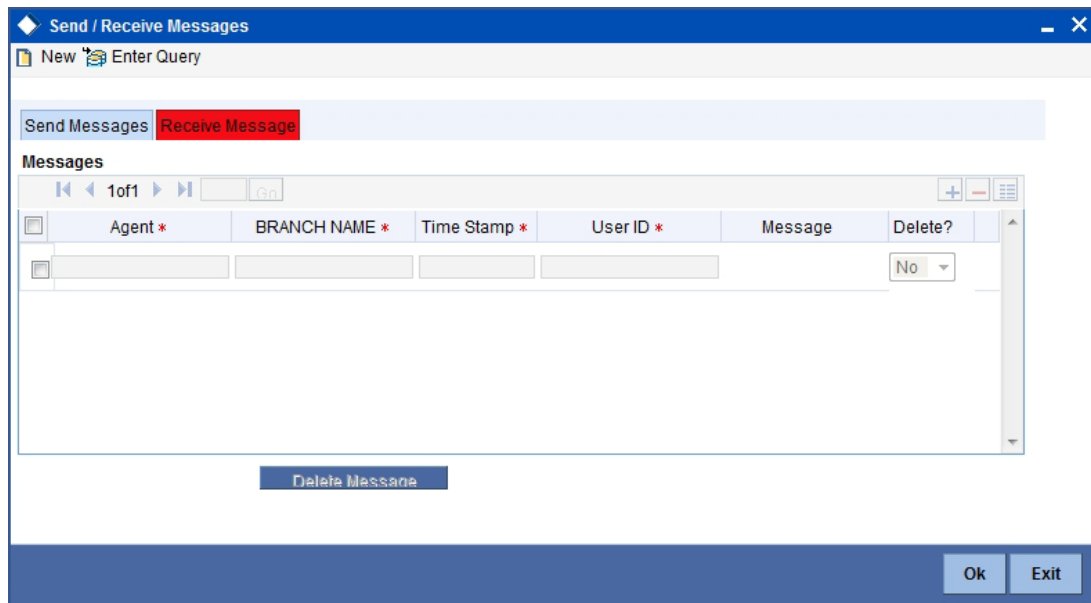 Send / Receive Messages
New Enter Query
Send Messages Receive Message
Messages
1of1 Go
Agent * BRANCH NAME * Time Stamp * User ID * Message Delete?
No
Delete Message
Ok Exit